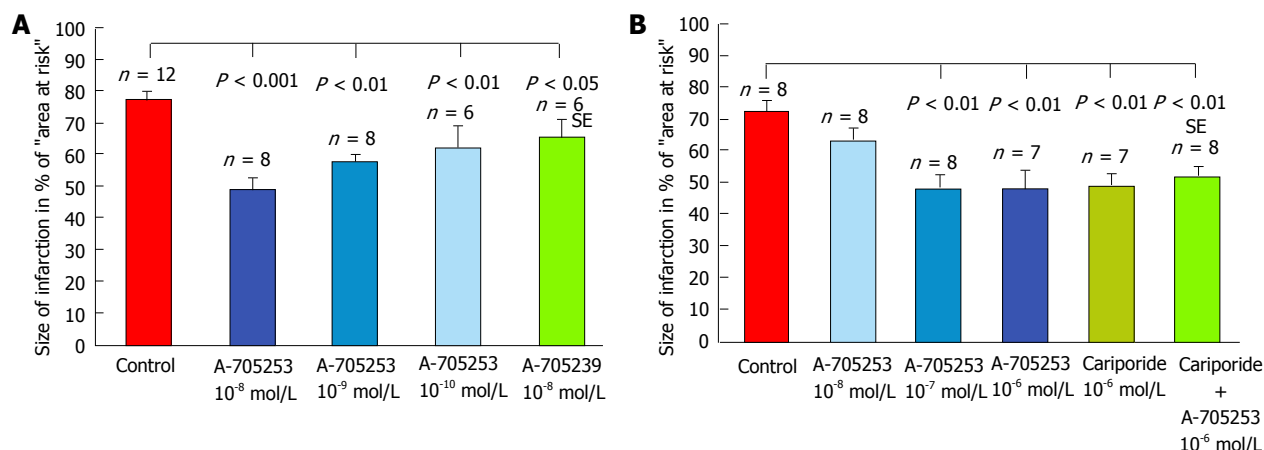 A
Size of infarction in % of "area at risk"
100
90
80
70
60
50
40
30
20
10
0
n = 12
P < 0.001
P < 0.01
P < 0.01
P < 0.05
n = 8
n = 8
n = 6
n = 6
SE
Control
A-705253
10⁻⁸ mol/L
A-705253
10⁻⁹ mol/L
A-705253
10⁻¹⁰ mol/L
A-705239
10⁻⁸ mol/L
B
Size of infarction in % of "area at risk"
100
90
80
70
60
50
40
30
20
10
0
n = 8
n = 8
P < 0.01
P < 0.01
P < 0.01
P < 0.01
n = 8
n = 7
n = 7
SE
n = 8
Control
A-705253
10⁻⁸ mol/L
A-705253
10⁻⁷ mol/L
A-705253
10⁻⁶ mol/L
Cariporide
10⁻⁶ mol/L
Cariporide
+
A-705253
10⁻⁶ mol/L